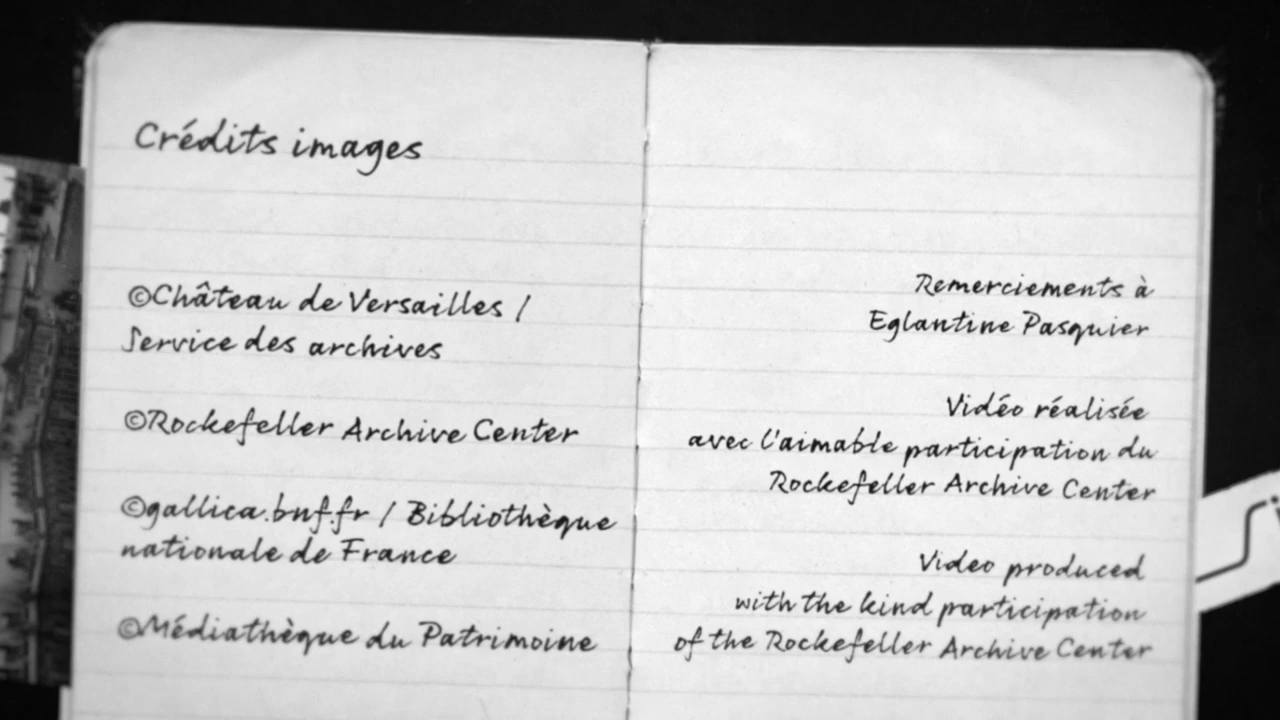 Crédits images
©Château de Versailles /
Service des archives
©Rockefeller Archive Center
©gallica.bnf.fr / Bibliothèque
nationale de France
©Médiathèque du Patrimoine
Remerciements à
Eglantine Pasquier
Vidéo réalisée
avec l'aimable participation du
Rockefeller Archive Center
Video produced
with the kind participation
of the Rockefeller Archive Center